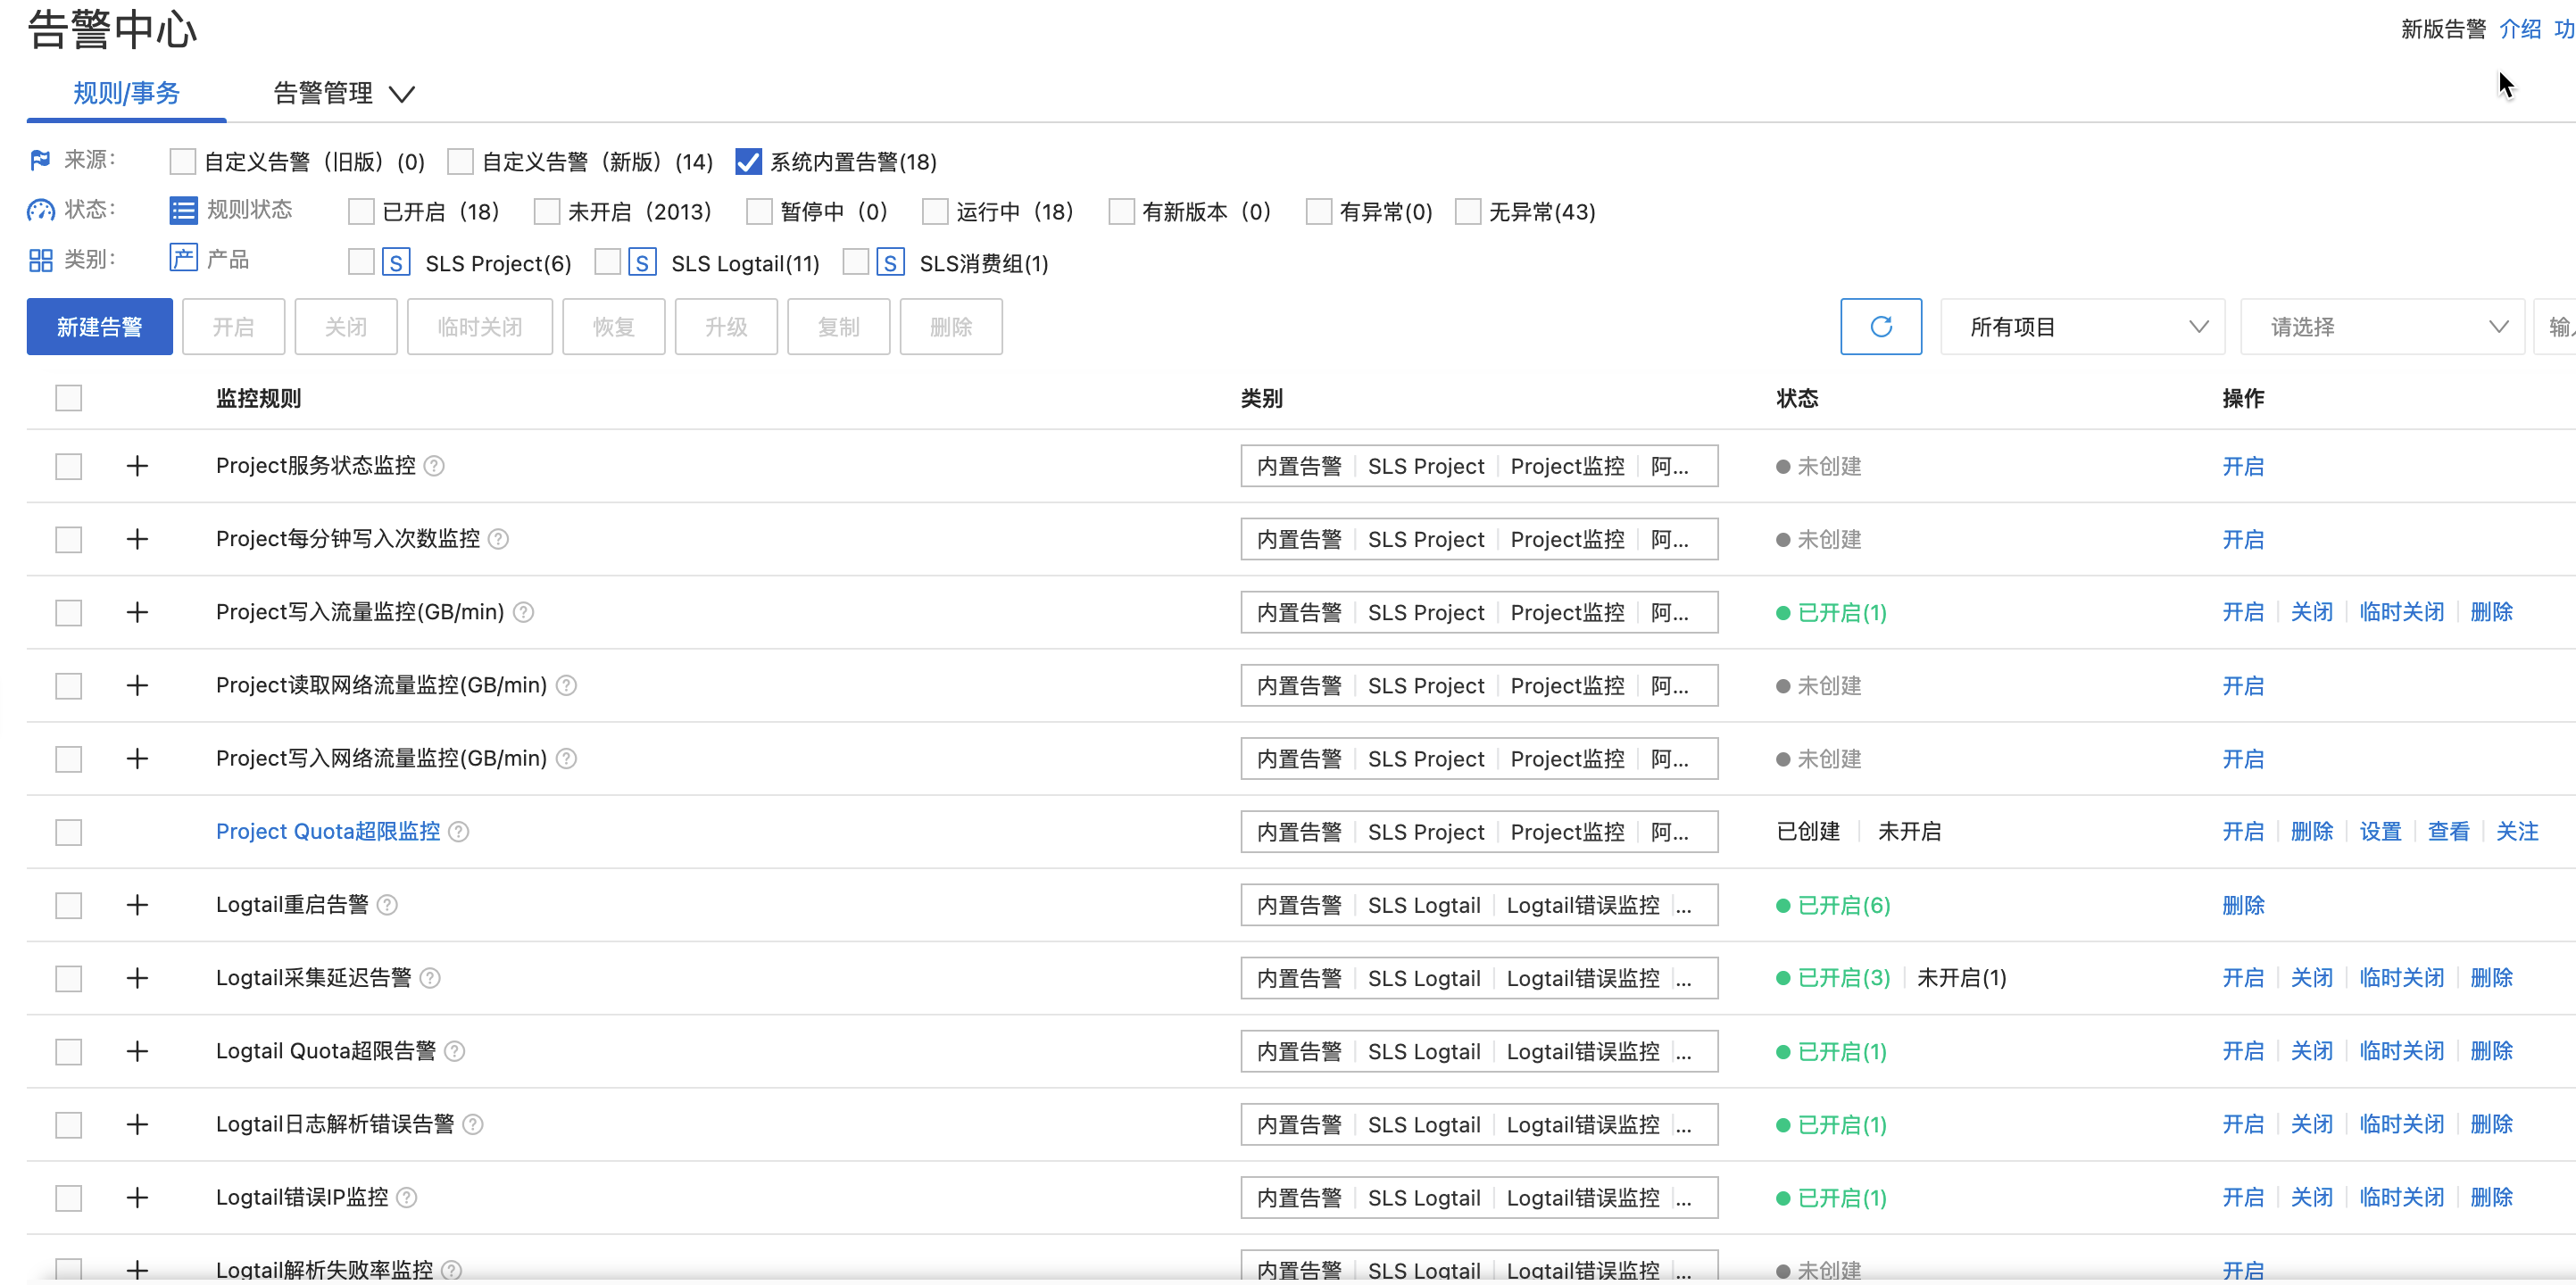 告警中心
新版告警 介绍 功
规则/事务 告警管理
来源: 自定义告警（旧版）(0) 自定义告警（新版）(14) 系统内置告警(18)
状态: 规则状态 已开启（18） 未开启（2013） 暂停中（0） 运行中（18） 有新版本（0） 有异常(0) 无异常(43)
类别: 产 产品 S SLS Project(6) S SLS Logtail(11) S SLS消费组(1)
新建告警 开启 关闭 临时关闭 恢复 升级 复制 删除 所有项目 请选择
监控规则 类别 状态 操作
Project服务状态监控 ? 内置告警 SLS Project Project监控 阿... 未创建 开启
Project每分钟写入次数监控 ? 内置告警 SLS Project Project监控 阿... 未创建 开启
Project写入流量监控(GB/min) ? 内置告警 SLS Project Project监控 阿... 已开启(1) 开启 关闭 临时关闭 删除
Project读取网络流量监控(GB/min) ? 内置告警 SLS Project Project监控 阿... 未创建 开启
Project写入网络流量监控(GB/min) ? 内置告警 SLS Project Project监控 阿... 未创建 开启
Project Quota超限监控 ? 内置告警 SLS Project Project监控 阿... 已创建 未开启 开启 删除 设置 查看 关注
Logtail重启告警 ? 内置告警 SLS Logtail Logtail错误监控 ... 已开启(6) 删除
Logtail采集延迟告警 ? 内置告警 SLS Logtail Logtail错误监控 ... 已开启(3) 未开启(1) 开启 关闭 临时关闭 删除
Logtail Quota超限告警 ? 内置告警 SLS Logtail Logtail错误监控 ... 已开启(1) 开启 关闭 临时关闭 删除
Logtail日志解析错误告警 ? 内置告警 SLS Logtail Logtail错误监控 ... 已开启(1) 开启 关闭 临时关闭 删除
Logtail错误IP监控 ? 内置告警 SLS Logtail Logtail错误监控 ... 已开启(1) 开启 关闭 临时关闭 删除
Logtail解析失败率监控 ? 内置告警 SLS Logtail Logtail错误监控 ... 未创建 开启